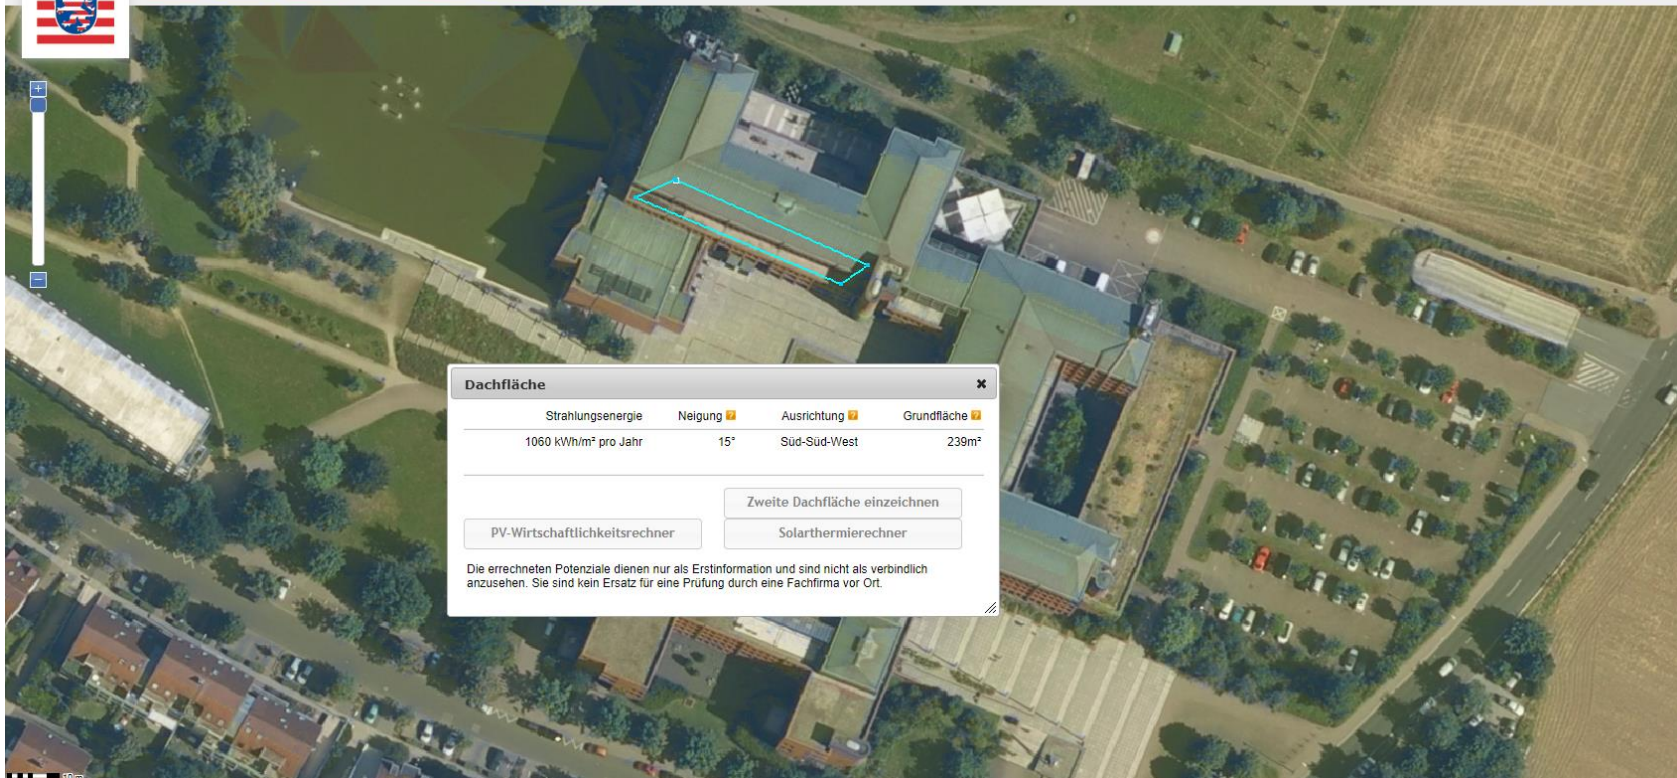 Dachfläche
Strahlungsenergie Neigung Ausrichtung Grundfläche
1060 kWh/m² pro Jahr 15° Süd-Süd-West 239m²
Zweite Dachfläche einzeichnen
PV-Wirtschaftlichkeitsrechner Solarthermierechner
Die errechneten Potenziale dienen nur als Erstinformation und sind nicht als verbindlich
anzusehen. Sie sind kein Ersatz für eine Prüfung durch eine Fachfirma vor Ort.